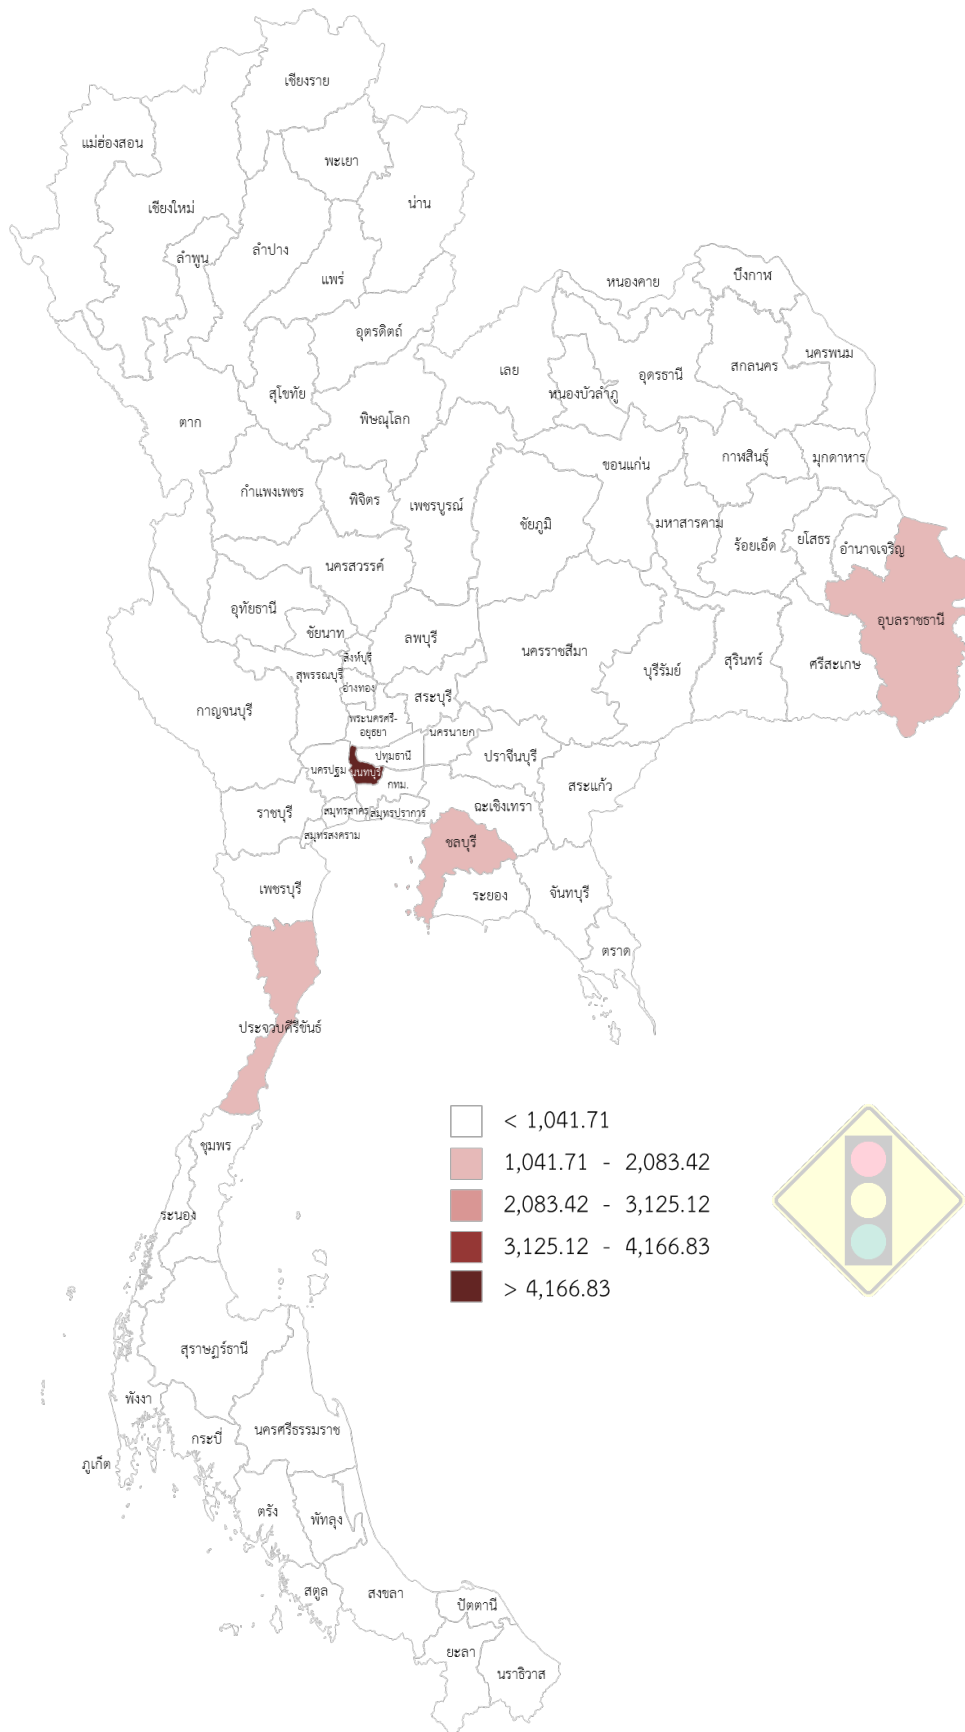 เชียงราย
แม่ฮ่องสอน
พะเยา
เชียงใหม่
น่าน
ลำปาง
ลำพูน
แพร่
หนองคาย
บึงกาฬ
อุตรดิตถ์
นครพนม
เลย
อุดรธานี
สกลนคร
สุโขทัย
หนองบัวลำภู
ตาก
พิษณุโลก
ขอนแก่น
กาฬสินธุ์
มุกดาหาร
กำแพงเพชร
พิจิตร
เพชรบูรณ์
ชัยภูมิ
มหาสารคาม
ร้อยเอ็ด
ยโสธร
อำนาจเจริญ
นครสวรรค์
อุทัยธานี
อุบลราชธานี
ชัยนาท
ลพบุรี
นครราชสีมา
สิงห์บุรี
สุพรรณบุรี
บุรีรัมย์
สุรินทร์
ศรีสะเกษ
อ่างทอง
สระบุรี
กาญจนบุรี
พระนครศรี-
อยุธยา
นครนายก
ปทุมธานี
ปราจีนบุรี
นครปฐม
นนทบุรี
กทม.
สระแก้ว
ราชบุรี
สมุทรสาคร
สมุทรปราการ
ฉะเชิงเทรา
สมุทรสงคราม
ชลบุรี
เพชรบุรี
ระยอง
จันทบุรี
ตราด
ประจวบคีรีขันธ์
< 1,041.71
1,041.71 - 2,083.42
2,083.42 - 3,125.12
3,125.12 - 4,166.83
> 4,166.83
ชุมพร
ระนอง
สุราษฎร์ธานี
พังงา
นครศรีธรรมราช
กระบี่
ภูเก็ต
ตรัง
พัทลุง
สตูล
สงขลา
ปัตตานี
ยะลา
นราธิวาส